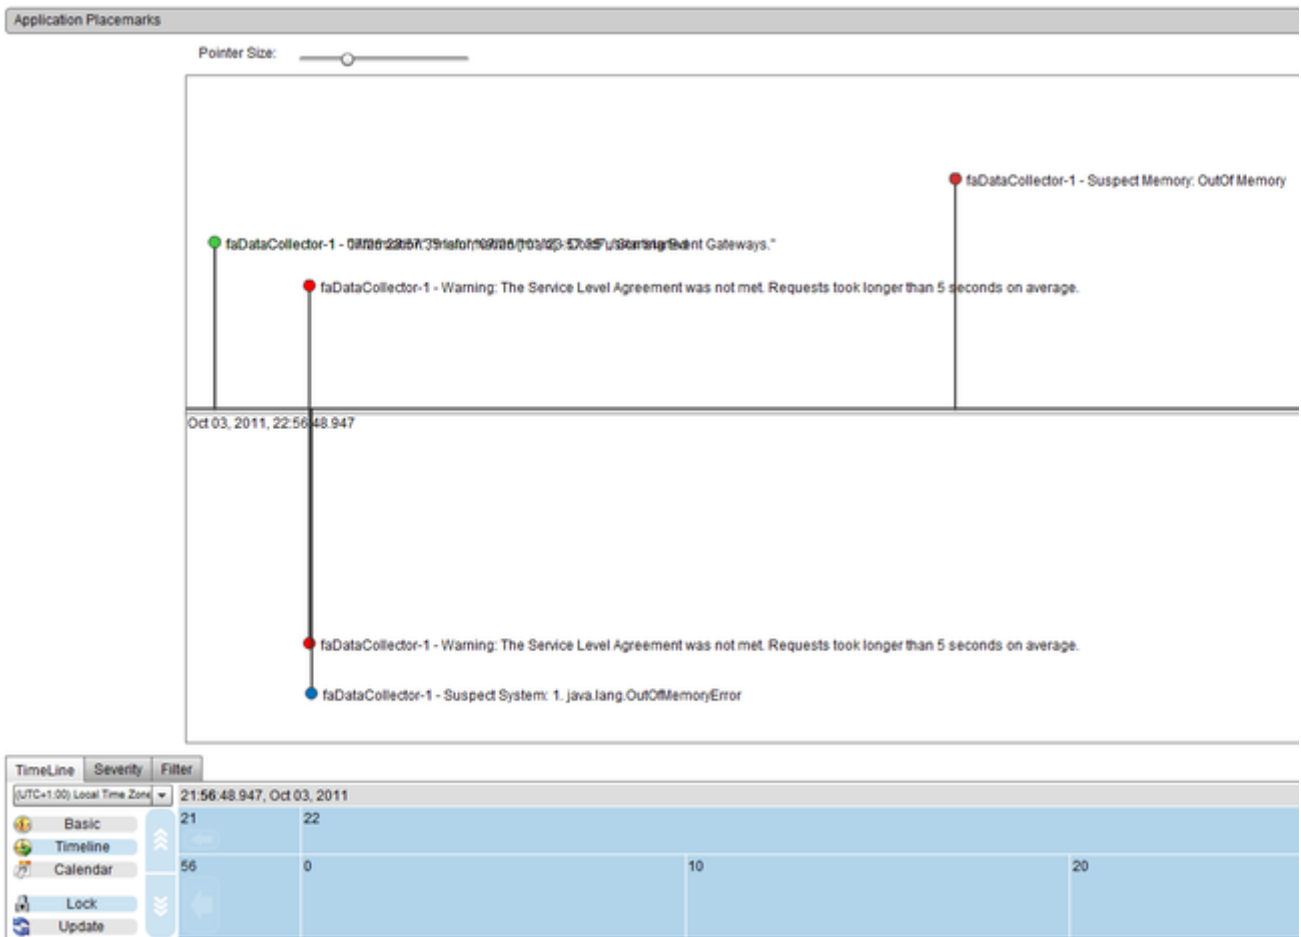 Application Placemarks
Pointer Size:
faDataCollector-1 - Suspect Memory: OutOf Memory
faDataCollector-1 - Event Gateways."
faDataCollector-1 - Warning: The Service Level Agreement was not met. Requests took longer than 5 seconds on average.
Oct 03, 2011, 22:56:48.947
faDataCollector-1 - Warning: The Service Level Agreement was not met. Requests took longer than 5 seconds on average.
faDataCollector-1 - Suspect System: 1. java.lang.OutOfMemoryError
TimeLine Severity Filter
(UTC+1:00) Local Time Zone 21:56:48.947, Oct 03, 2011
21 22
Basic
Timeline
56 0 10 20
Calendar
Lock
Update